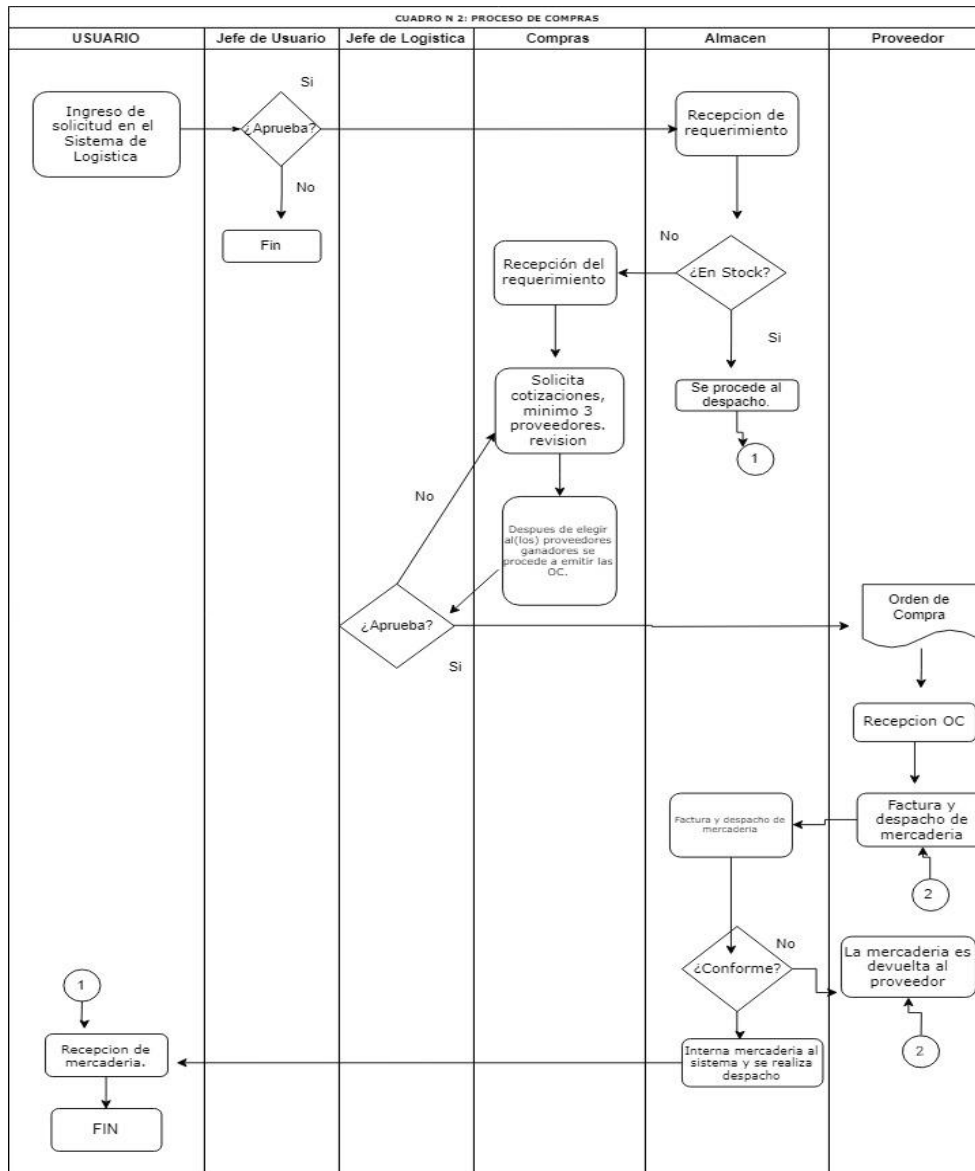 CUADRO N 2: PROCESO DE COMPRAS
USUARIO
Jefe de Usuario
Jefe de Logistica
Compras
Almacen
Proveedor
Ingreso de
solicitud en el
Sistema de
Logistica
Si
¿Aprueba?
No
Fin
Recepcion de
requerimiento
No
¿En Stock?
Si
Recepción del
requerimiento
Solicita
cotizaciones,
minimo 3
proveedores.
revision
Se procede al
despacho.
1
No
Despues de elegir
al(los) proveedores
ganadores se
procede a emitir las
OC.
¿Aprueba?
Si
Orden de
Compra
Recepcion OC
Factura y
despacho de
mercaderia
Factura y despacho de
mercaderia
2
No
¿Conforme?
La mercaderia es
devuelta al
proveedor
2
Interna mercaderia al
sistema y se realiza
despacho
1
Recepcion de
mercaderia.
FIN